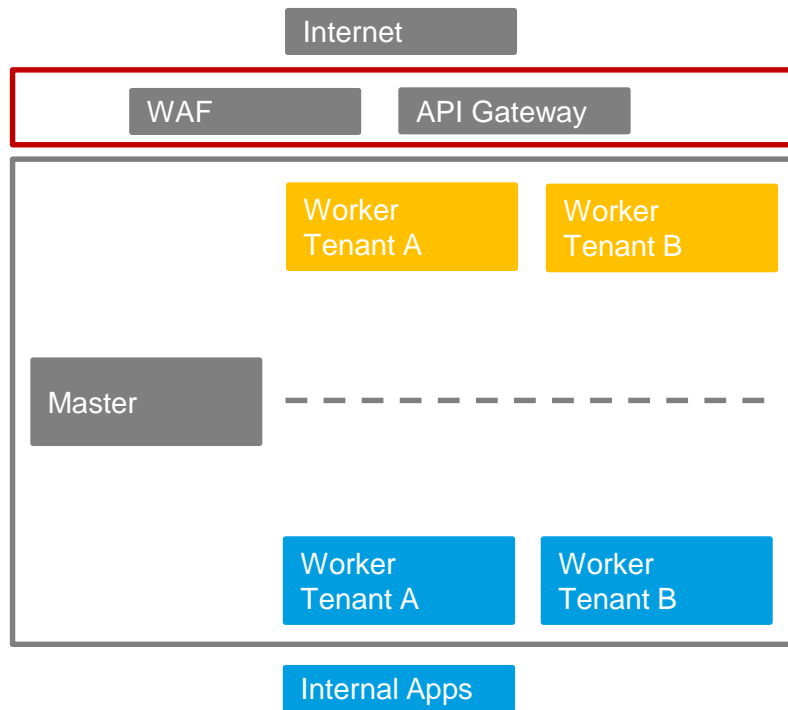 Internet
WAF
API Gateway
Worker
Tenant A
Worker
Tenant B
Master
Worker
Tenant A
Worker
Tenant B
Internal Apps